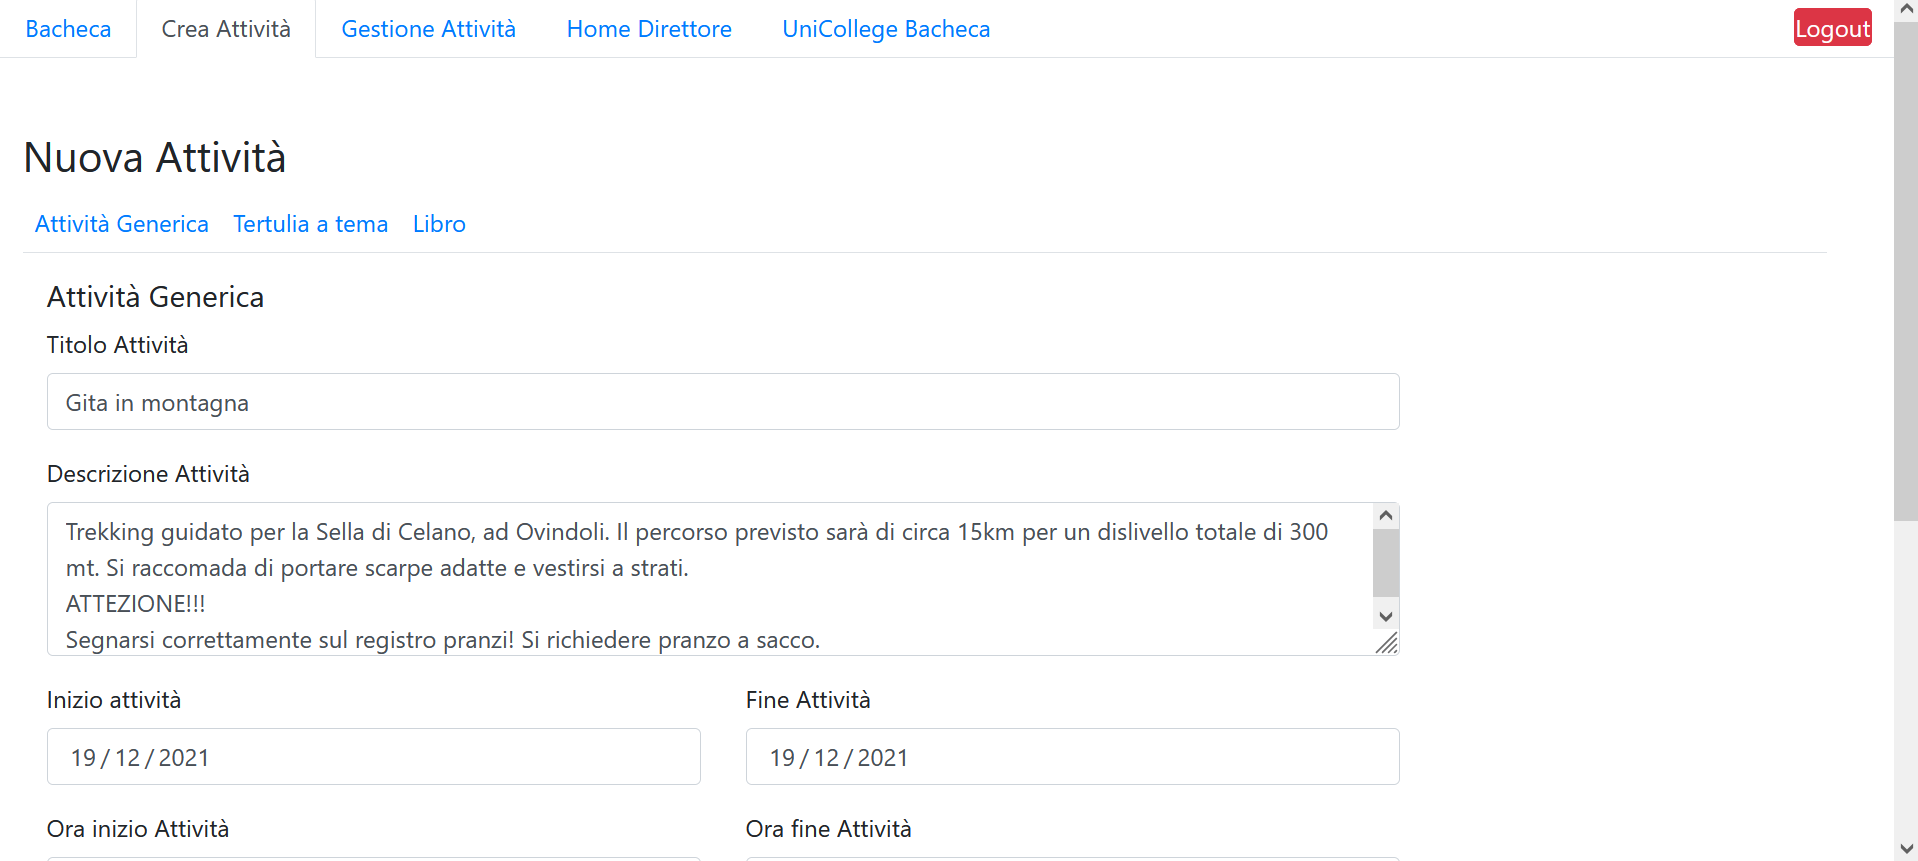 Bacheca Crea Attività Gestione Attività Home Direttore UniCollege Bacheca Logout
Nuova Attività
Attività Generica Tertulia a tema Libro
Attività Generica
Titolo Attività
Gita in montagna
Descrizione Attività
Trekking guidato per la Sella di Celano, ad Ovindoli. Il percorso previsto sarà di circa 15km per un dislivello totale di 300
mt. Si raccomada di portare scarpe adatte e vestirsi a strati.
ATTEZIONE!!!
Segnarsi correttamente sul registro pranzi! Si richiedere pranzo a sacco.
Inizio attività Fine Attività
19/12/2021 19/12/2021
Ora inizio Attività Ora fine Attività